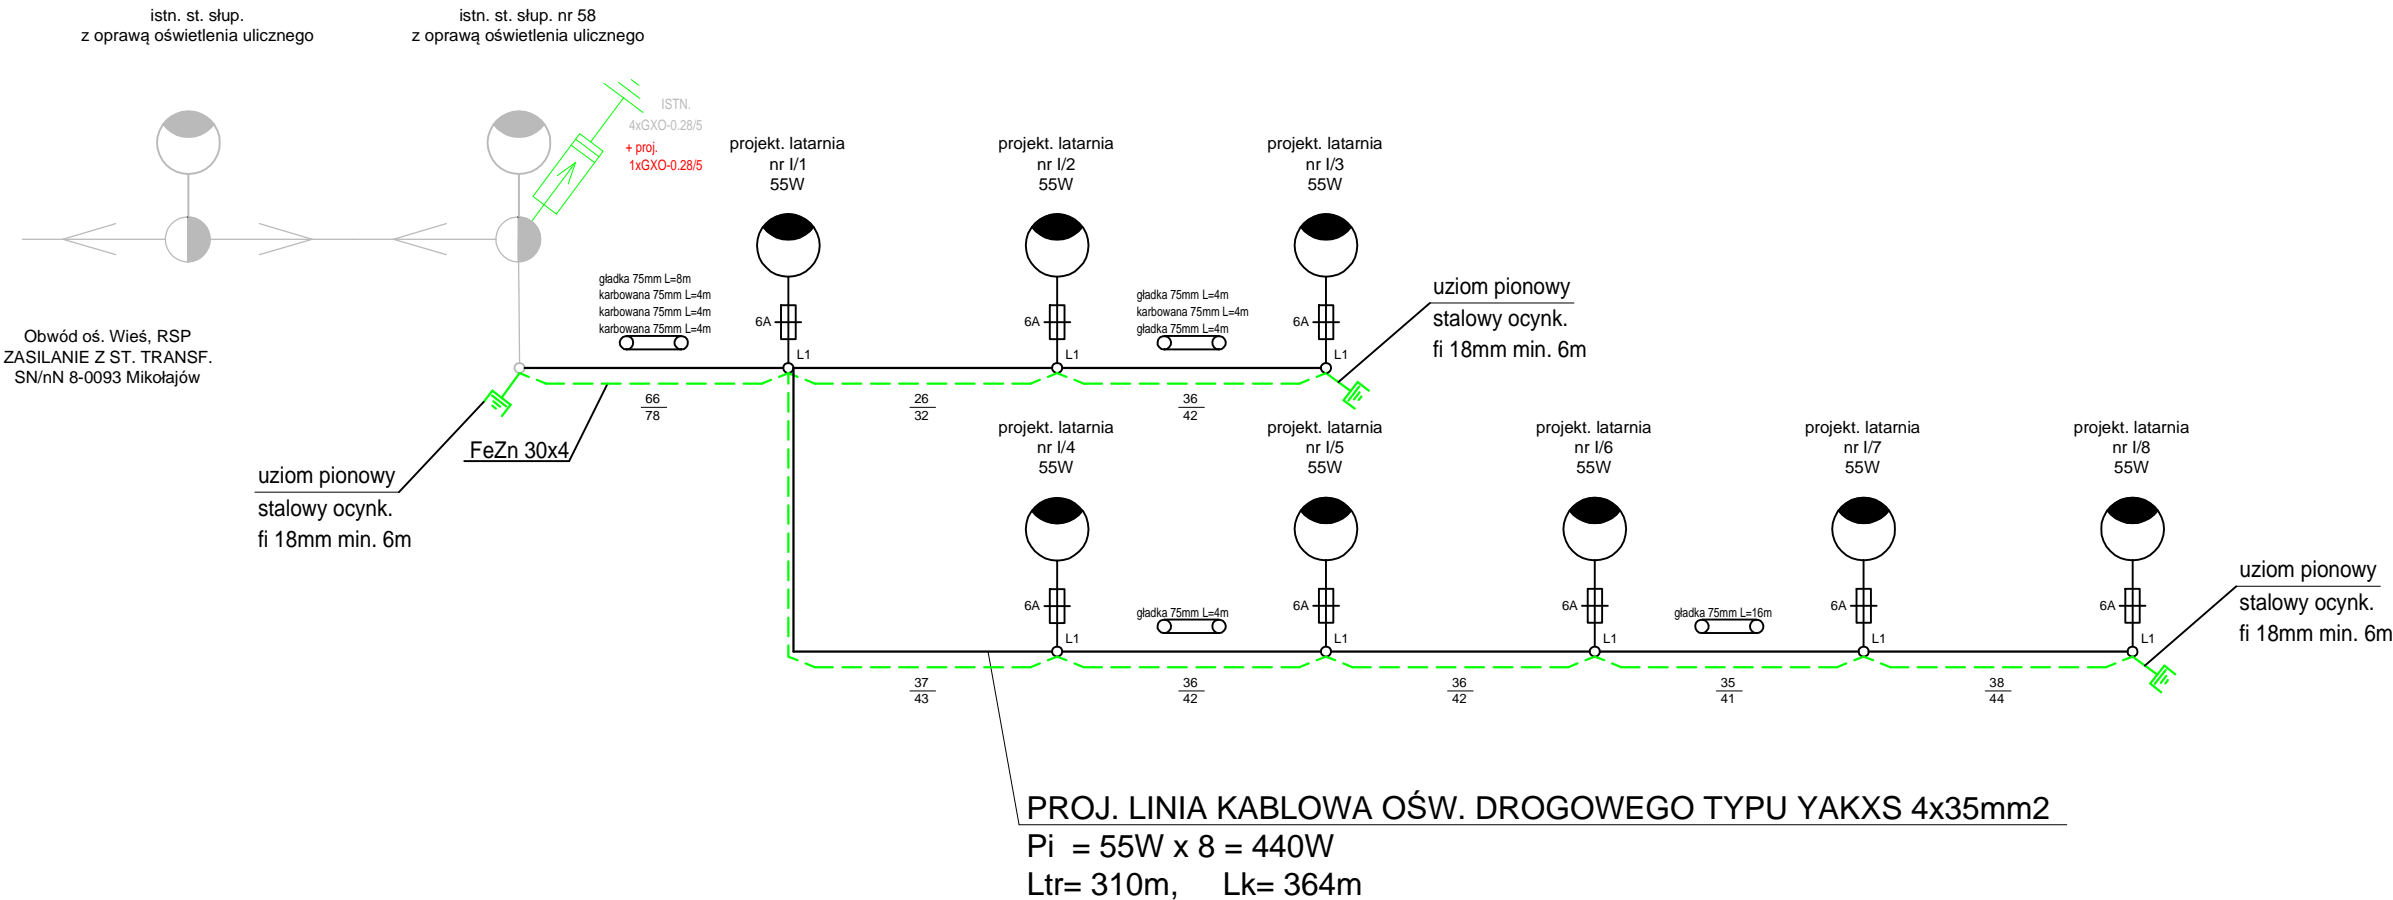 istn. st. słup.
z oprawą oświetlenia ulicznego
istn. st. słup. nr 58
z oprawą oświetlenia ulicznego
ISTN.
4xGXO-0.28/5
+ proj.
1xGXO-0.28/5
projekt. latarnia
nr I/1
55W
projekt. latarnia
nr I/2
55W
projekt. latarnia
nr I/3
55W
gładka 75mm L=8m
karbowana 75mm L=4m
karbowana 75mm L=4m
karbowana 75mm L=4m
6A
L1
6A
L1
gładka 75mm L=4m
karbowana 75mm L=4m
gładka 75mm L=4m
6A
L1
uziom pionowy
stalowy ocynk.
fi 18mm min. 6m
Obwód oś. Wieś, RSP
ZASILANIE Z ST. TRANSF.
SN/nN 8-0093 Mikołajów
66
78
26
32
36
42
FeZn 30x4
uziom pionowy
stalowy ocynk.
fi 18mm min. 6m
projekt. latarnia
nr I/4
55W
projekt. latarnia
nr I/5
55W
projekt. latarnia
nr I/6
55W
projekt. latarnia
nr I/7
55W
projekt. latarnia
nr I/8
55W
6A
L1
gładka 75mm L=4m
6A
L1
6A
L1
gładka 75mm L=16m
6A
L1
6A
L1
uziom pionowy
stalowy ocynk.
fi 18mm min. 6m
37
43
36
42
36
42
35
41
38
44
PROJ. LINIA KABLOWA OŚW. DROGOWEGO TYPU YAKXS 4x35mm2
Pi = 55W x 8 = 440W
Ltr= 310m, Lk= 364m